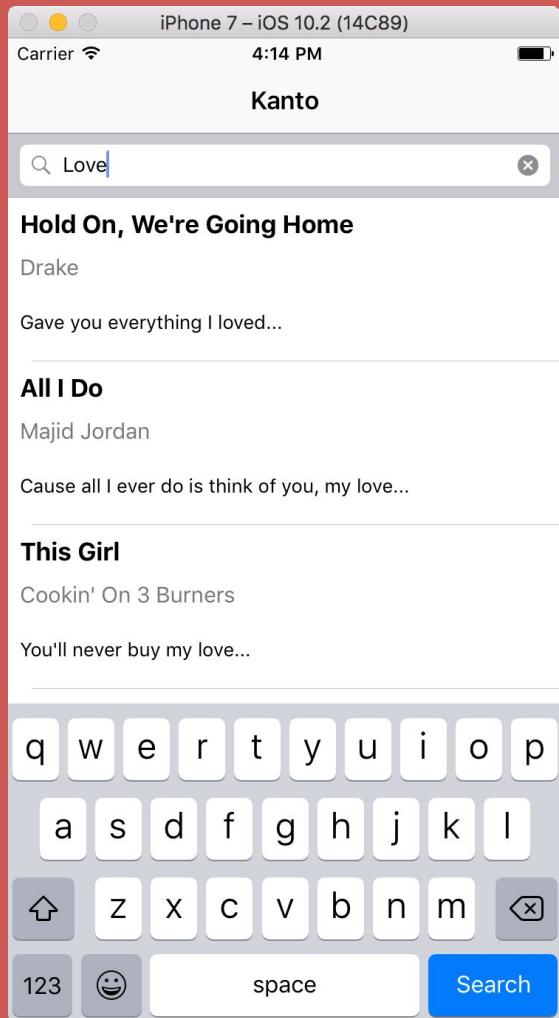 iPhone 7 – iOS 10.2 (14C89)
Carrier 4:14 PM
Kanto
Love
Hold On, We're Going Home
Drake
Gave you everything I loved...
All I Do
Majid Jordan
Cause all I ever do is think of you, my love...
This Girl
Cookin' On 3 Burners
You'll never buy my love...
q w e r t y u i o p
a s d f g h j k l
z x c v b n m
123 space Search